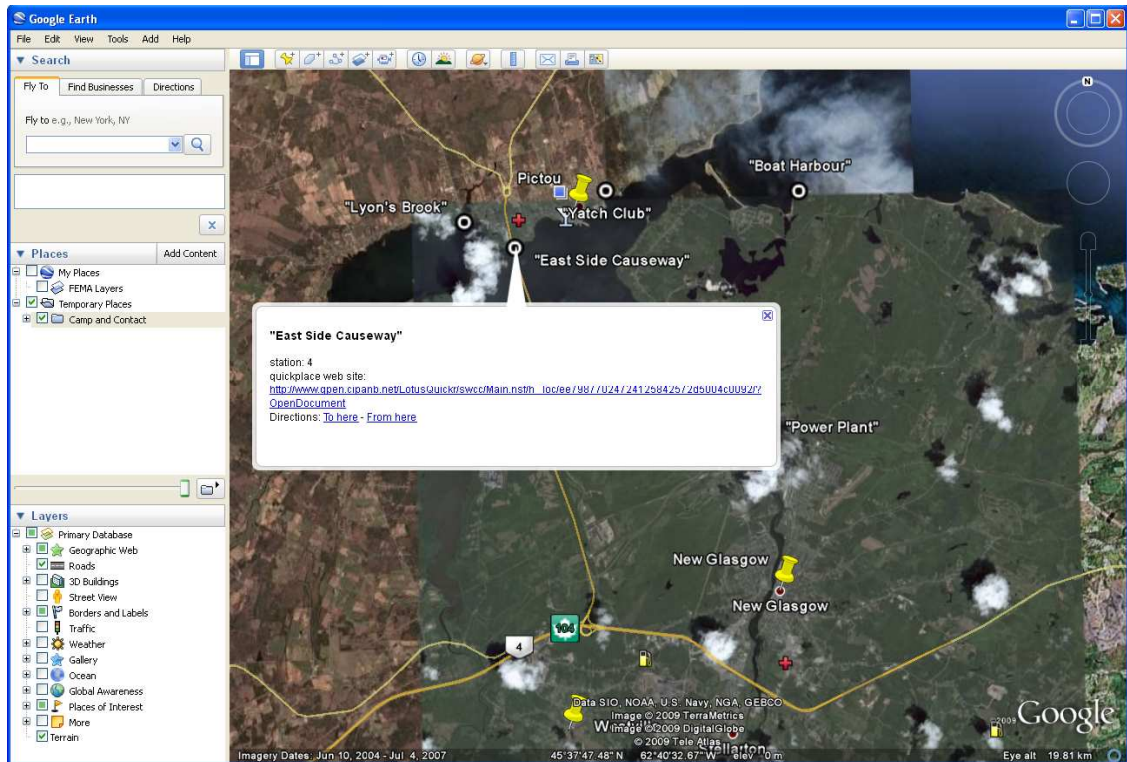 Google Earth
File Edit View Tools Add Help
Search
Fly To Find Businesses Directions
Fly to e.g., New York, NY
Places Add Content
My Places
FEMA Layers
Temporary Places
Camp and Contact
Layers
Primary Database
Geographic Web
Roads
3D Buildings
Street View
Borders and Labels
Traffic
Weather
Gallery
Ocean
Global Awareness
Places of Interest
More
Terrain
N
"Boat Harbour"
Pictou
"Lyon's Brook"
"Yatch Club"
"East Side Causeway"
"East Side Causeway"
station: 4
quickplace web site:
OpenDocument
Directions: To here - From here
"Power Plant"
New Glasgow
New Glasgow
104
4
Data SIO, NOAA, U.S. Navy, NGA, GEBCO
Image © 2009 TerraMetrics
Image © 2009 DigitalGlobe
© 2009 Tele Atlas
Stellarton
©2009 Google
Imagery Dates: Jun 10, 2004 - Jul 4, 2007 45°37'47.48" N 62°40'32.67" W elev 0 m Eye alt 19.81 km